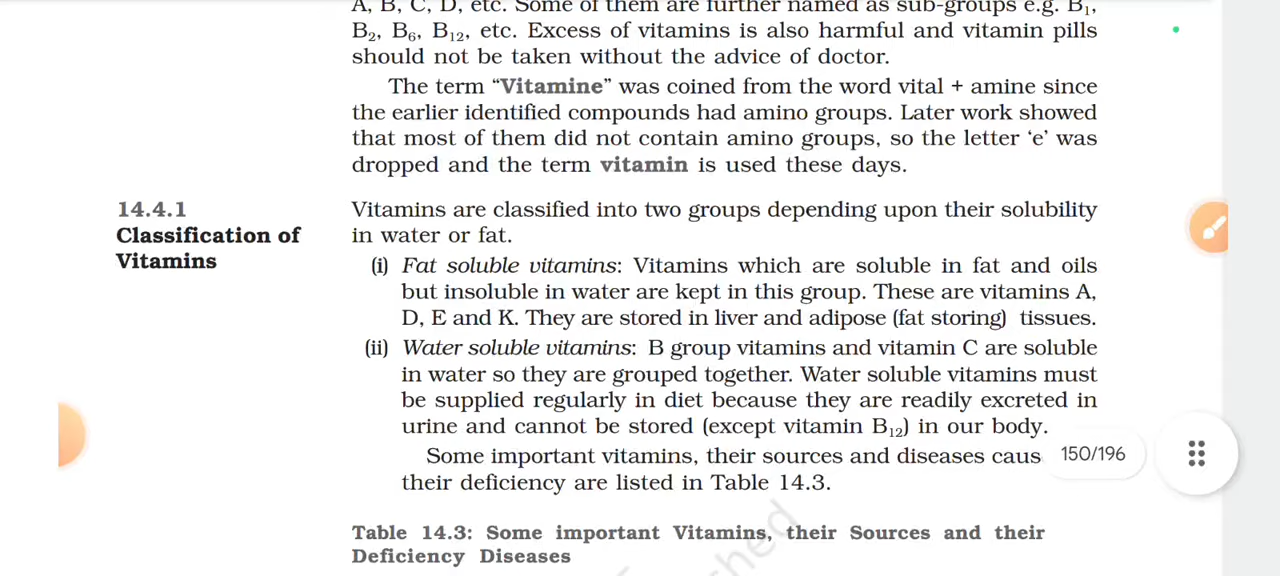 A, B, C, D, etc. Some of them are further named as sub-groups e.g. B₁,
B₂, B₆, B₁₂, etc. Excess of vitamins is also harmful and vitamin pills
should not be taken without the advice of doctor.
The term “Vitamine” was coined from the word vital + amine since
the earlier identified compounds had amino groups. Later work showed
that most of them did not contain amino groups, so the letter ‘e’ was
dropped and the term vitamin is used these days.
14.4.1
Classification of
Vitamins
Vitamins are classified into two groups depending upon their solubility
in water or fat.
(i) Fat soluble vitamins: Vitamins which are soluble in fat and oils
but insoluble in water are kept in this group. These are vitamins A,
D, E and K. They are stored in liver and adipose (fat storing) tissues.
(ii) Water soluble vitamins: B group vitamins and vitamin C are soluble
in water so they are grouped together. Water soluble vitamins must
be supplied regularly in diet because they are readily excreted in
urine and cannot be stored (except vitamin B₁₂) in our body.
Some important vitamins, their sources and diseases caus
their deficiency are listed in Table 14.3.
150/196
Table 14.3: Some important Vitamins, their Sources and their
Deficiency Diseases